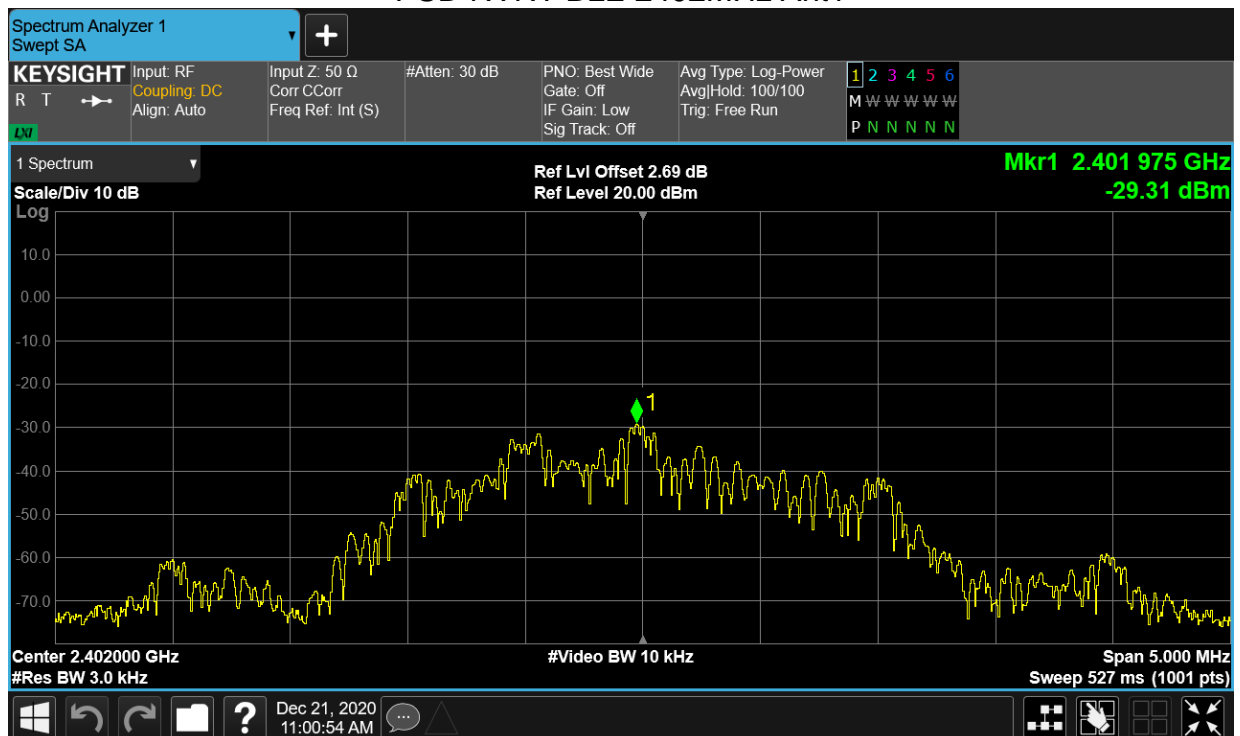 Spectrum Analyzer 1
Swept SA
KEYSIGHT
R T
LXI
Input: RF
Coupling: DC
Align: Auto
Input Z: 50 Ω
Corr CCorr
Freq Ref: Int (S)
#Atten: 30 dB
PNO: Best Wide
Gate: Off
IF Gain: Low
Sig Track: Off
Avg Type: Log-Power
Avg|Hold: 100/100
Trig: Free Run
1 2 3 4 5 6
M W W W W W
P N N N N N
1 Spectrum
Scale/Div 10 dB
Log
Ref Lvl Offset 2.69 dB
Ref Level 20.00 dBm
Mkr1 2.401 975 GHz
-29.31 dBm
10.0
0.00
-10.0
-20.0
1
-30.0
-40.0
-50.0
-60.0
-70.0
Center 2.402000 GHz
#Video BW 10 kHz
Span 5.000 MHz
#Res BW 3.0 kHz
Sweep 527 ms (1001 pts)
?
Dec 21, 2020
11:00:54 AM